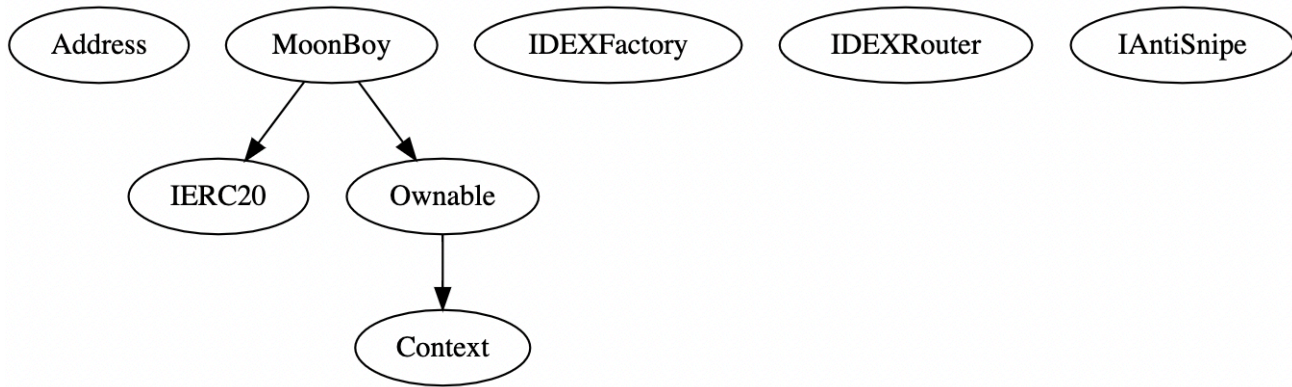 Address
MoonBoy
IDEXFactory
IDEXRouter
IAntiSnipe
IERC20
Ownable
Context